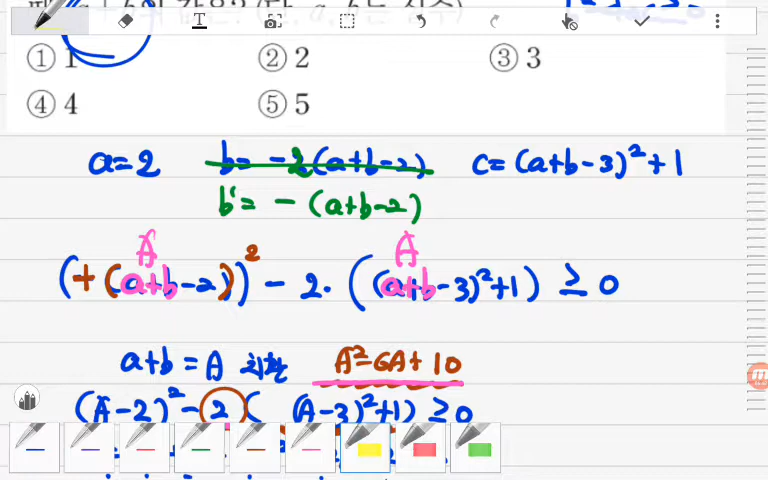 ① 1 ② 2 ③ 3
④ 4 ⑤ 5
a=2 b= -2(a+b-2) c= (a+b-3)²+1
b'= -(a+b-2)
A A
(+(a+b-2))² - 2·((a+b-3)²+1) ≥ 0
a+b=A 치환 A²-6A+10
(A-2)²-2( (A-3)²+1) ≥ 0